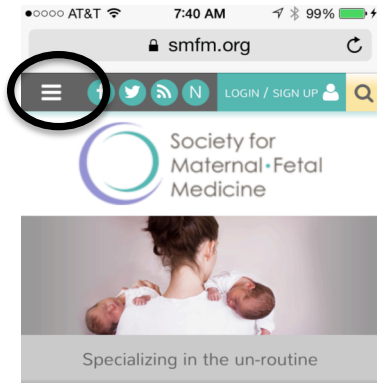 AT&T 7:40 AM 99%
smfm.org
f N LOGIN / SIGN UP
Society for
Maternal•Fetal
Medicine
Specializing in the un-routine